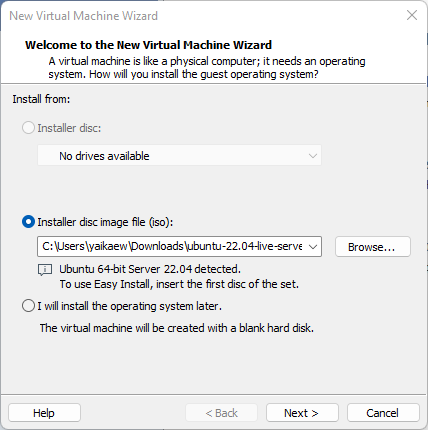 New Virtual Machine Wizard
Welcome to the New Virtual Machine Wizard
A virtual machine is like a physical computer; it needs an operating
system. How will you install the guest operating system?
Install from:
Installer disc:
No drives available
Installer disc image file (iso):
C:\Users\yaikaew\Downloads\ubuntu-22.04-live-serve
Browse...
Ubuntu 64-bit Server 22.04 detected.
To use Easy Install, insert the first disc of the set.
I will install the operating system later.
The virtual machine will be created with a blank hard disk.
Help
< Back
Next >
Cancel